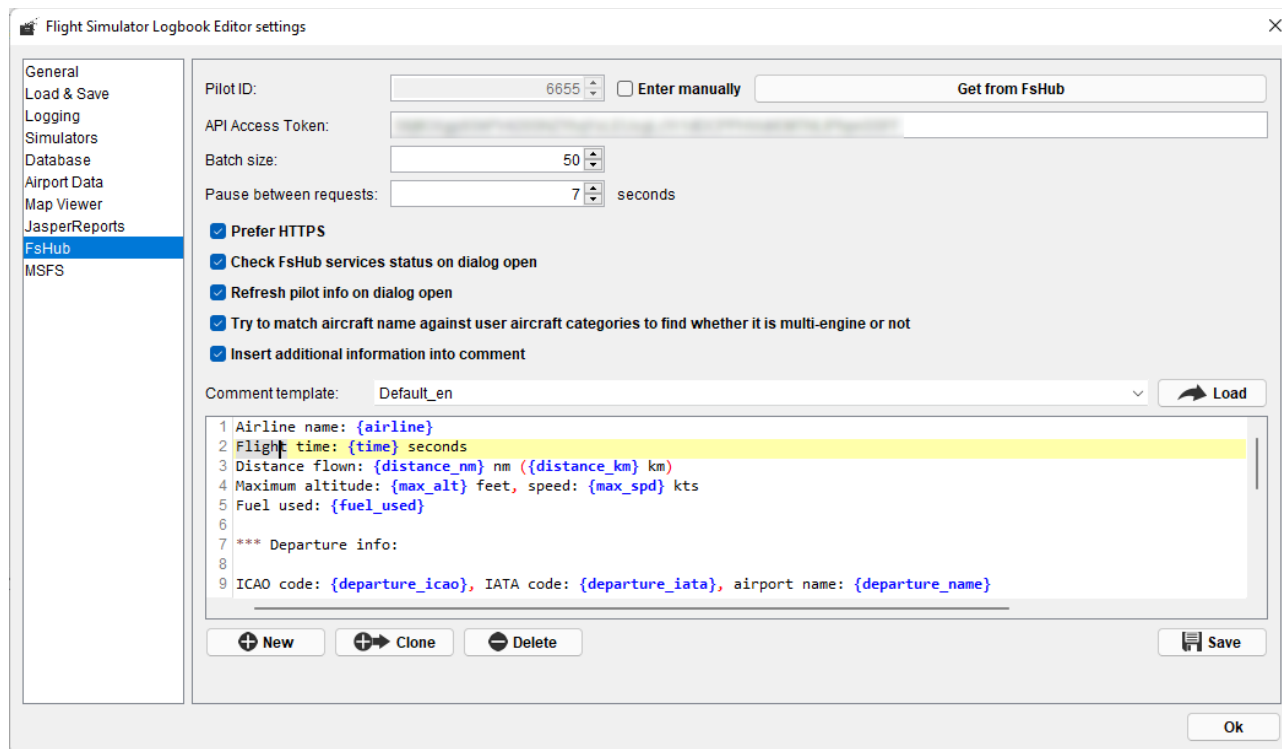 Flight Simulator Logbook Editor settings
General
Load & Save
Logging
Simulators
Database
Airport Data
Map Viewer
JasperReports
FsHub
MSFS
Pilot ID: 6655 Enter manually Get from FsHub
API Access Token:
Batch size: 50
Pause between requests: 7 seconds
Prefer HTTPS
Check FsHub services status on dialog open
Refresh pilot info on dialog open
Try to match aircraft name against user aircraft categories to find whether it is multi-engine or not
Insert additional information into comment
Comment template: Default_en Load
1 Airline name: {airline}
2 Flight time: {time} seconds
3 Distance flown: {distance_nm} nm ({distance_km} km)
4 Maximum altitude: {max_alt} feet, speed: {max_spd} kts
5 Fuel used: {fuel_used}
6
7 *** Departure info:
8
9 ICAO code: {departure_icao}, IATA code: {departure_iata}, airport name: {departure_name}
New Clone Delete Save
Ok